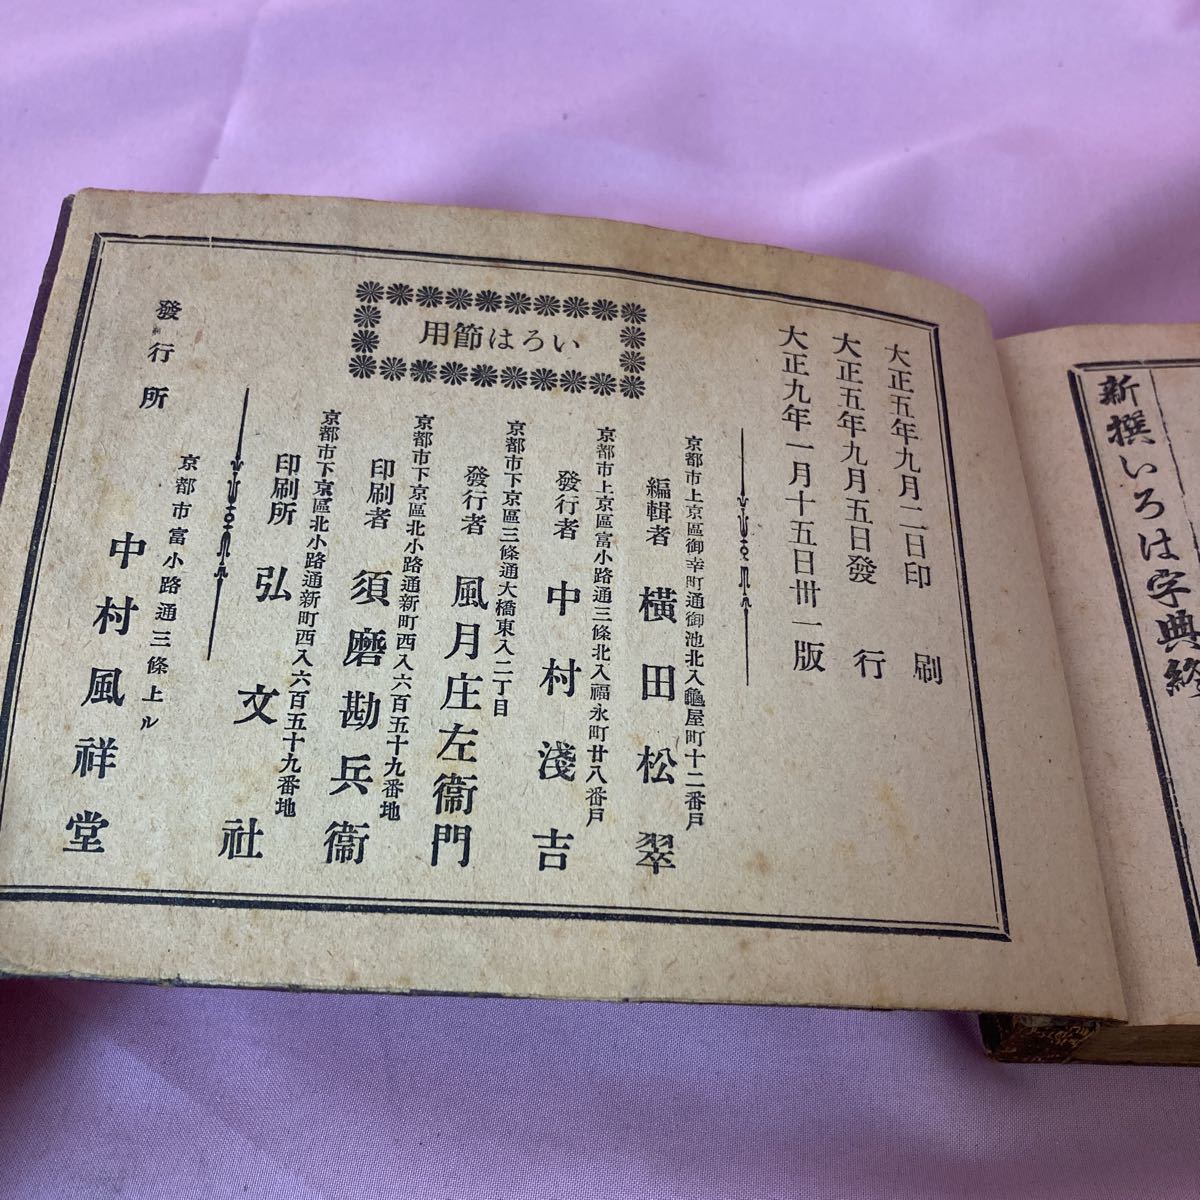 新撰いろは字典終
大正五年九月二日印刷
大正五年九月五日發行
大正九年一月十五日卅一版
いろは節用
京都市上京區御幸町通御池北入龜屋町十二番戸
編輯者 橫田松翠
京都市上京區富小路通三條北入福永町廿八番戸
發行者 中村淺吉
京都市下京區三條通大橋東入二丁目
發行者 風月庄左衞門
京都市下京區北小路通新町西入六百五十九番地
印刷者 須磨勘兵衞
京都市下京區北小路通新町西入六百五十九番地
印刷所 弘文社
發行所
京都市富小路通三條上ル
中村風祥堂